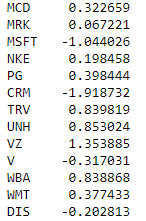 MCD 0.322659
MRK 0.067221
MSFT -1.044026
NKE 0.198458
PG 0.398444
CRM -1.918732
TRV 0.839819
UNH 0.853024
VZ 1.353885
V -0.317031
WBA 0.838868
WMT 0.377433
DIS -0.202813